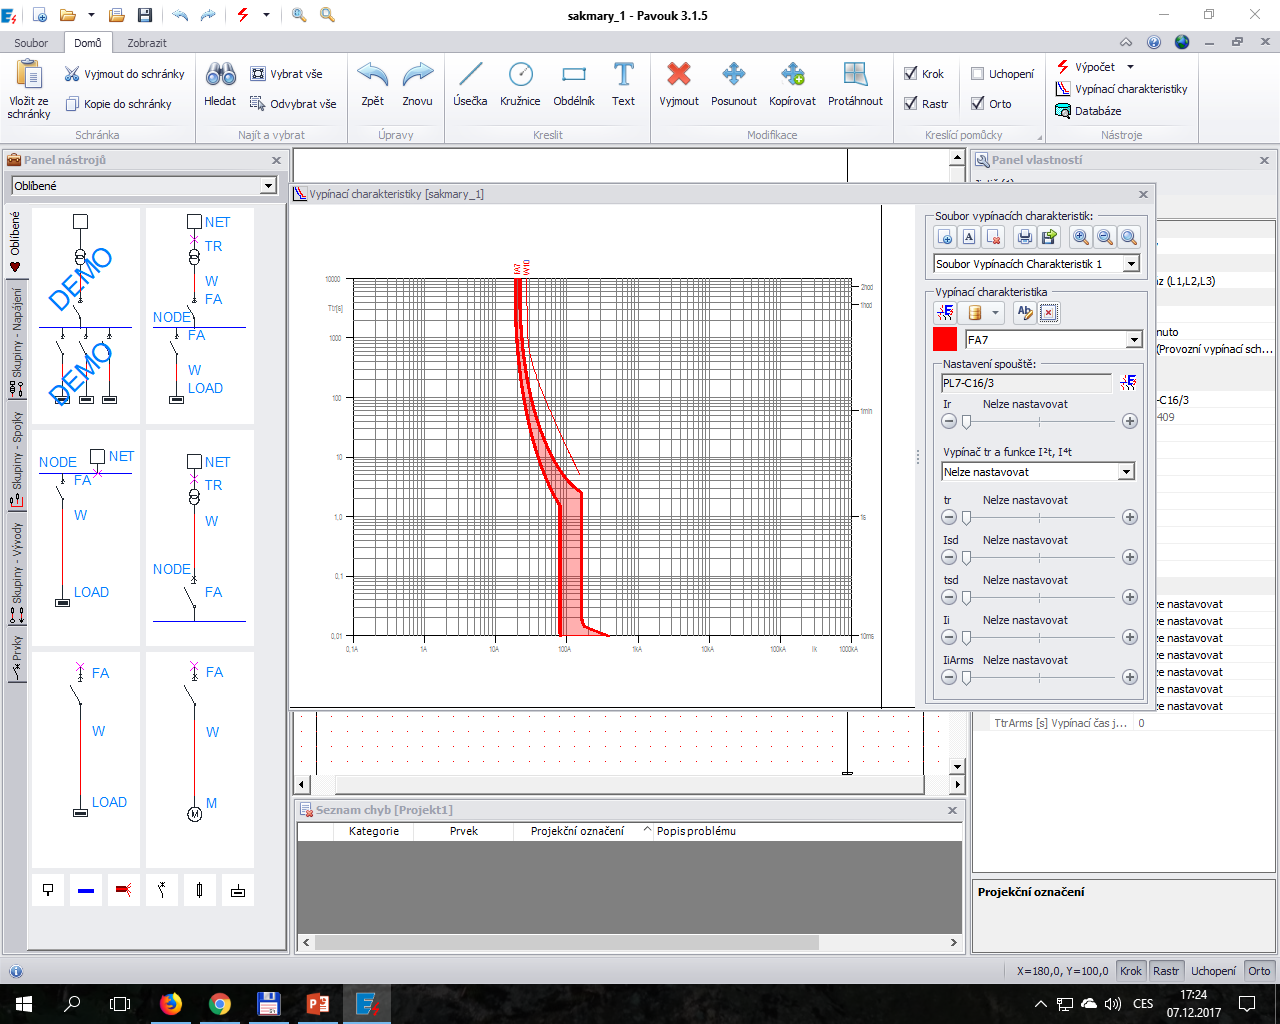 sakmary_1 - Pavouk 3.1.5
Soubor
Domů
Zobrazit
Vložit ze schránky
Vyjmout do schránky
Kopie do schránky
Schránka
Hledat
Vybrat vše
Odvybrat vše
Najít a vybrat
Zpět
Znovu
Úpravy
Úsečka
Kružnice
Obdélník
Text
Kreslit
Vyjmout
Posunout
Kopírovat
Protáhnout
Modifikace
Krok
Rastr
Uchopení
Orto
Kreslící pomůcky
Výpočet
Vypínací charakteristiky
Databáze
Nástroje
Panel nástrojů
Oblíbené
Oblíbené
Skupiny - Napájení
Skupiny - Spojky
Skupiny - Vývody
Prvky
DEMO
DEMO
NET
TR
W
FA
NODE
FA
W
LOAD
NODE
NET
FA
W
LOAD
NET
TR
W
NODE
FA
FA
W
LOAD
FA
W
M
M
Vypínací charakteristiky [sakmary_1]
FA7
W10
10000
Ttr[s]
1000
100
10
1.0
0.1
0.01
0.1A
1A
10A
100A
1kA
10kA
100kA
IX
1000kA
2hod
1hod
1min
1s
10ms
Soubor vypínacích charakteristik:
Soubor Vypínacích Charakteristik 1
Vypínací charakteristika
FA7
Nastavení spouště:
PL7-C16/3
Ir
Nelze nastavovat
Vypínač tr a funkce I²t, I⁴t
Nelze nastavovat
tr
Nelze nastavovat
Isd
Nelze nastavovat
tsd
Nelze nastavovat
Ii
Nelze nastavovat
IiArms
Nelze nastavovat
Panel vlastností
z (L1,L2,L3)
nuto
(Provozní vypínací sch...
-C16/3
409
ze nastavovat
ze nastavovat
ze nastavovat
ze nastavovat
ze nastavovat
ze nastavovat
ze nastavovat
TtrArms [s] Vypínací čas j...
0
Projekční označení
Seznam chyb [Projekt1]
Kategorie
Prvek
Projekční označení
Popis problému
X=180,0, Y=100,0
Krok
Rastr
Uchopení
Orto
CES
17:24
07.12.2017